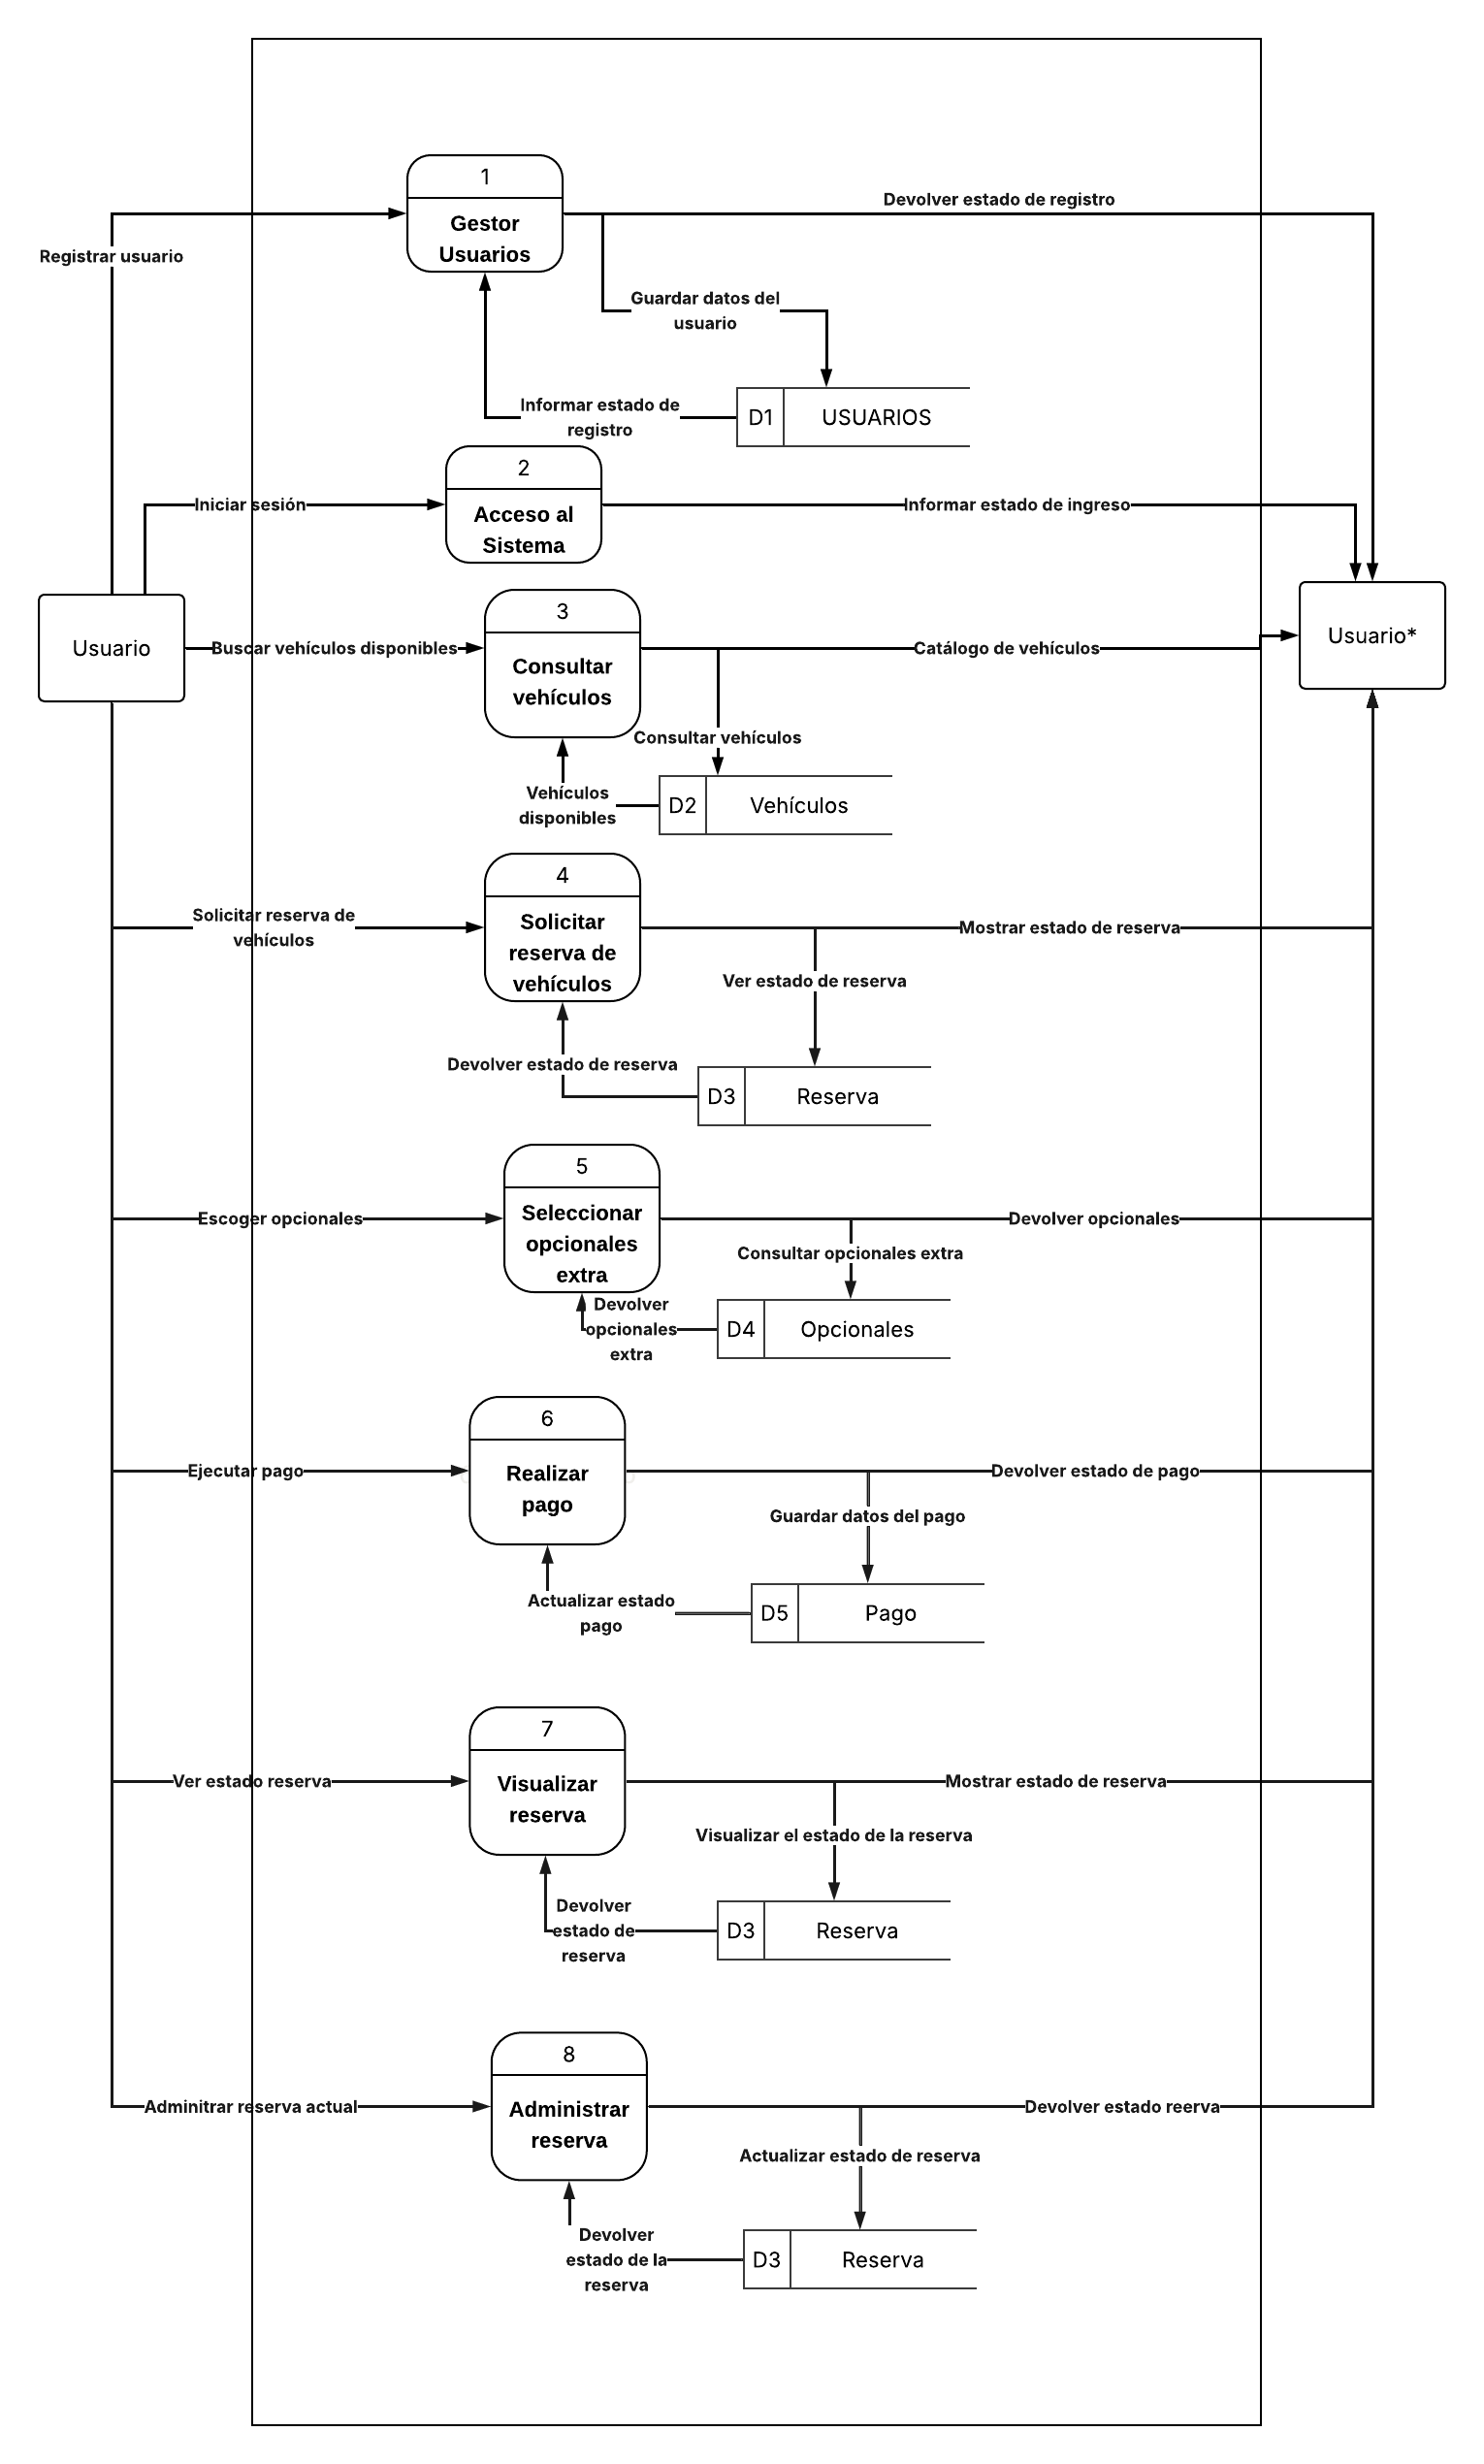 1
Gestor
Usuarios
Devolver estado de registro
Registrar usuario
Guardar datos del
usuario
Informar estado de
registro
D1
USUARIOS
2
Acceso al
Sistema
Iniciar sesión
Informar estado de ingreso
Usuario
Usuario*
3
Consultar
vehículos
Buscar vehículos disponibles
Catálogo de vehículos
Consultar vehículos
Vehículos
disponibles
D2
Vehículos
4
Solicitar
reserva de
vehículos
Solicitar reserva de
vehículos
Mostrar estado de reserva
Ver estado de reserva
Devolver estado de reserva
D3
Reserva
5
Seleccionar
opcionales
extra
Escoger opcionales
Devolver opcionales
Consultar opcionales extra
Devolver
opcionales
extra
D4
Opcionales
6
Realizar
pago
Ejecutar pago
Devolver estado de pago
Guardar datos del pago
Actualizar estado
pago
D5
Pago
7
Visualizar
reserva
Ver estado reserva
Mostrar estado de reserva
Visualizar el estado de la reserva
Devolver
estado de
reserva
D3
Reserva
8
Administrar
reserva
Adminitrar reserva actual
Devolver estado reerva
Actualizar estado de reserva
Devolver
estado de la
reserva
D3
Reserva